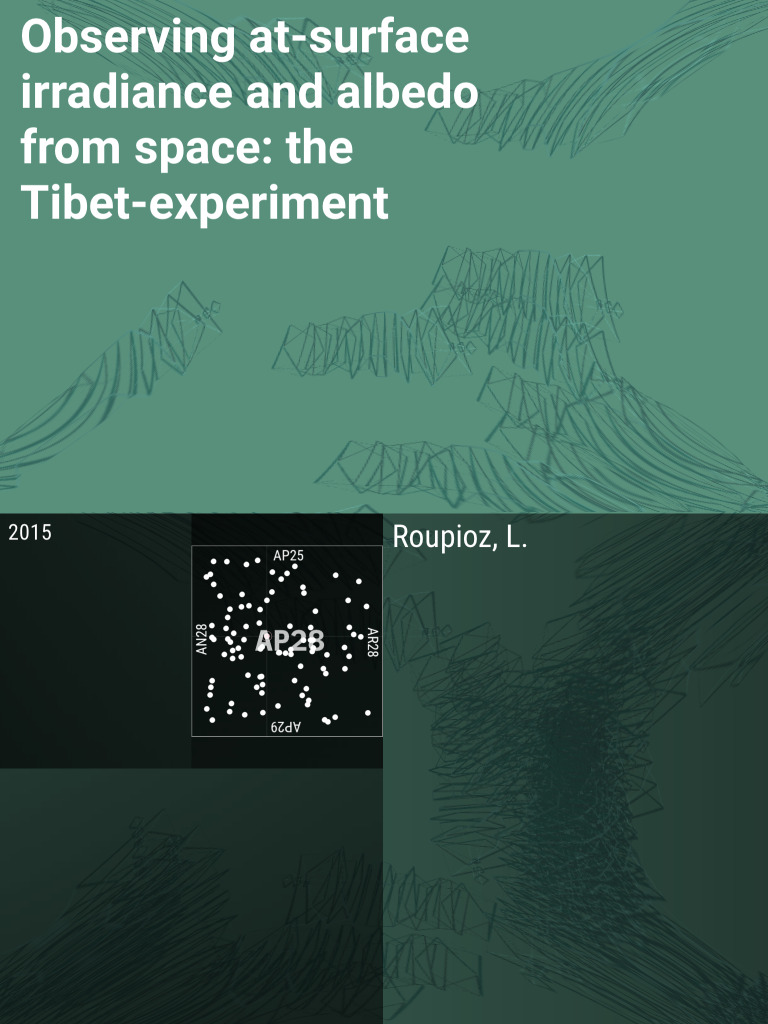 Observing at-surface
irradiance and albedo
from space: the
Tibet-experiment
2015
Roupioz, L.
AP25
AN28
AP28
AR28
AP29